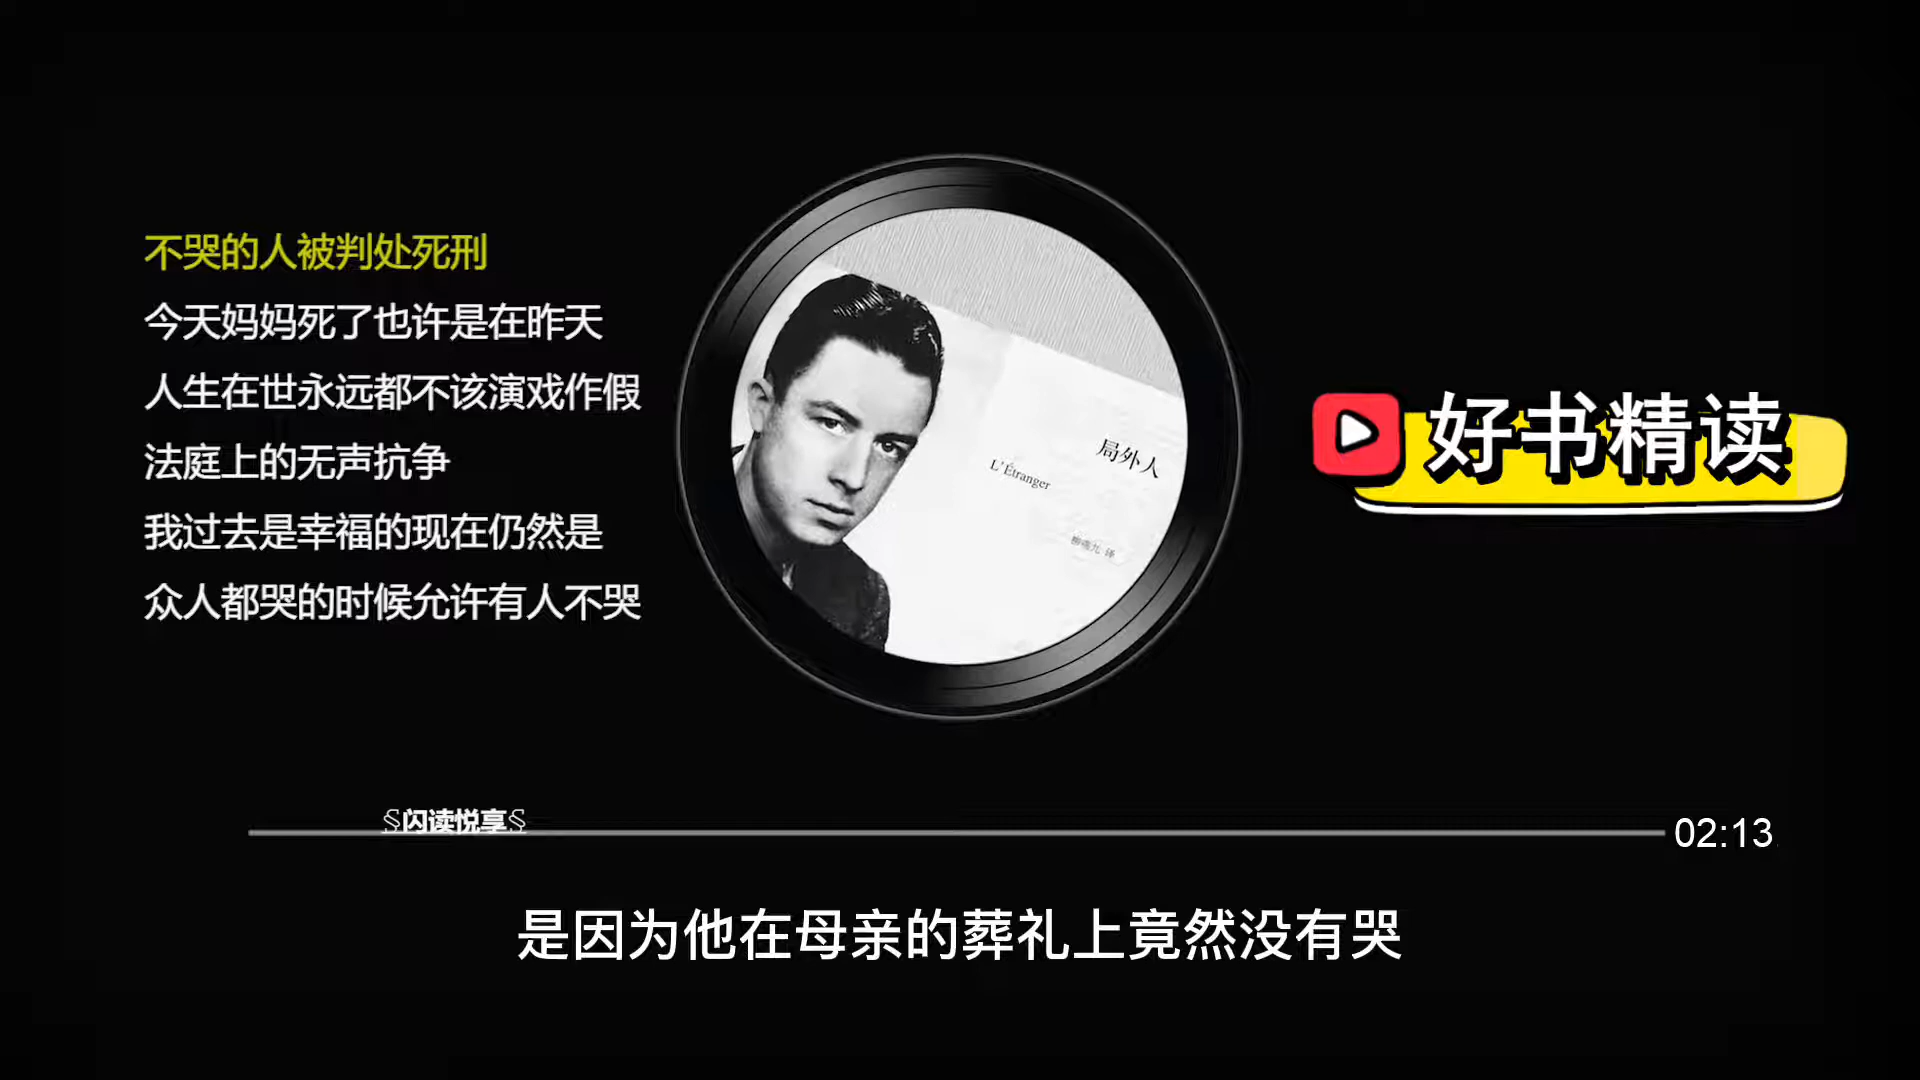 不哭的人被判处死刑
今天妈妈死了也许是在昨天
人生在世永远都不该演戏作假
法庭上的无声抗争
我过去是幸福的现在仍然是
众人都哭的时候允许有人不哭
局外人
L'Étranger
柳鸣九 译
好书精读
§闪读悦享§
02:13
是因为他在母亲的葬礼上竟然没有哭